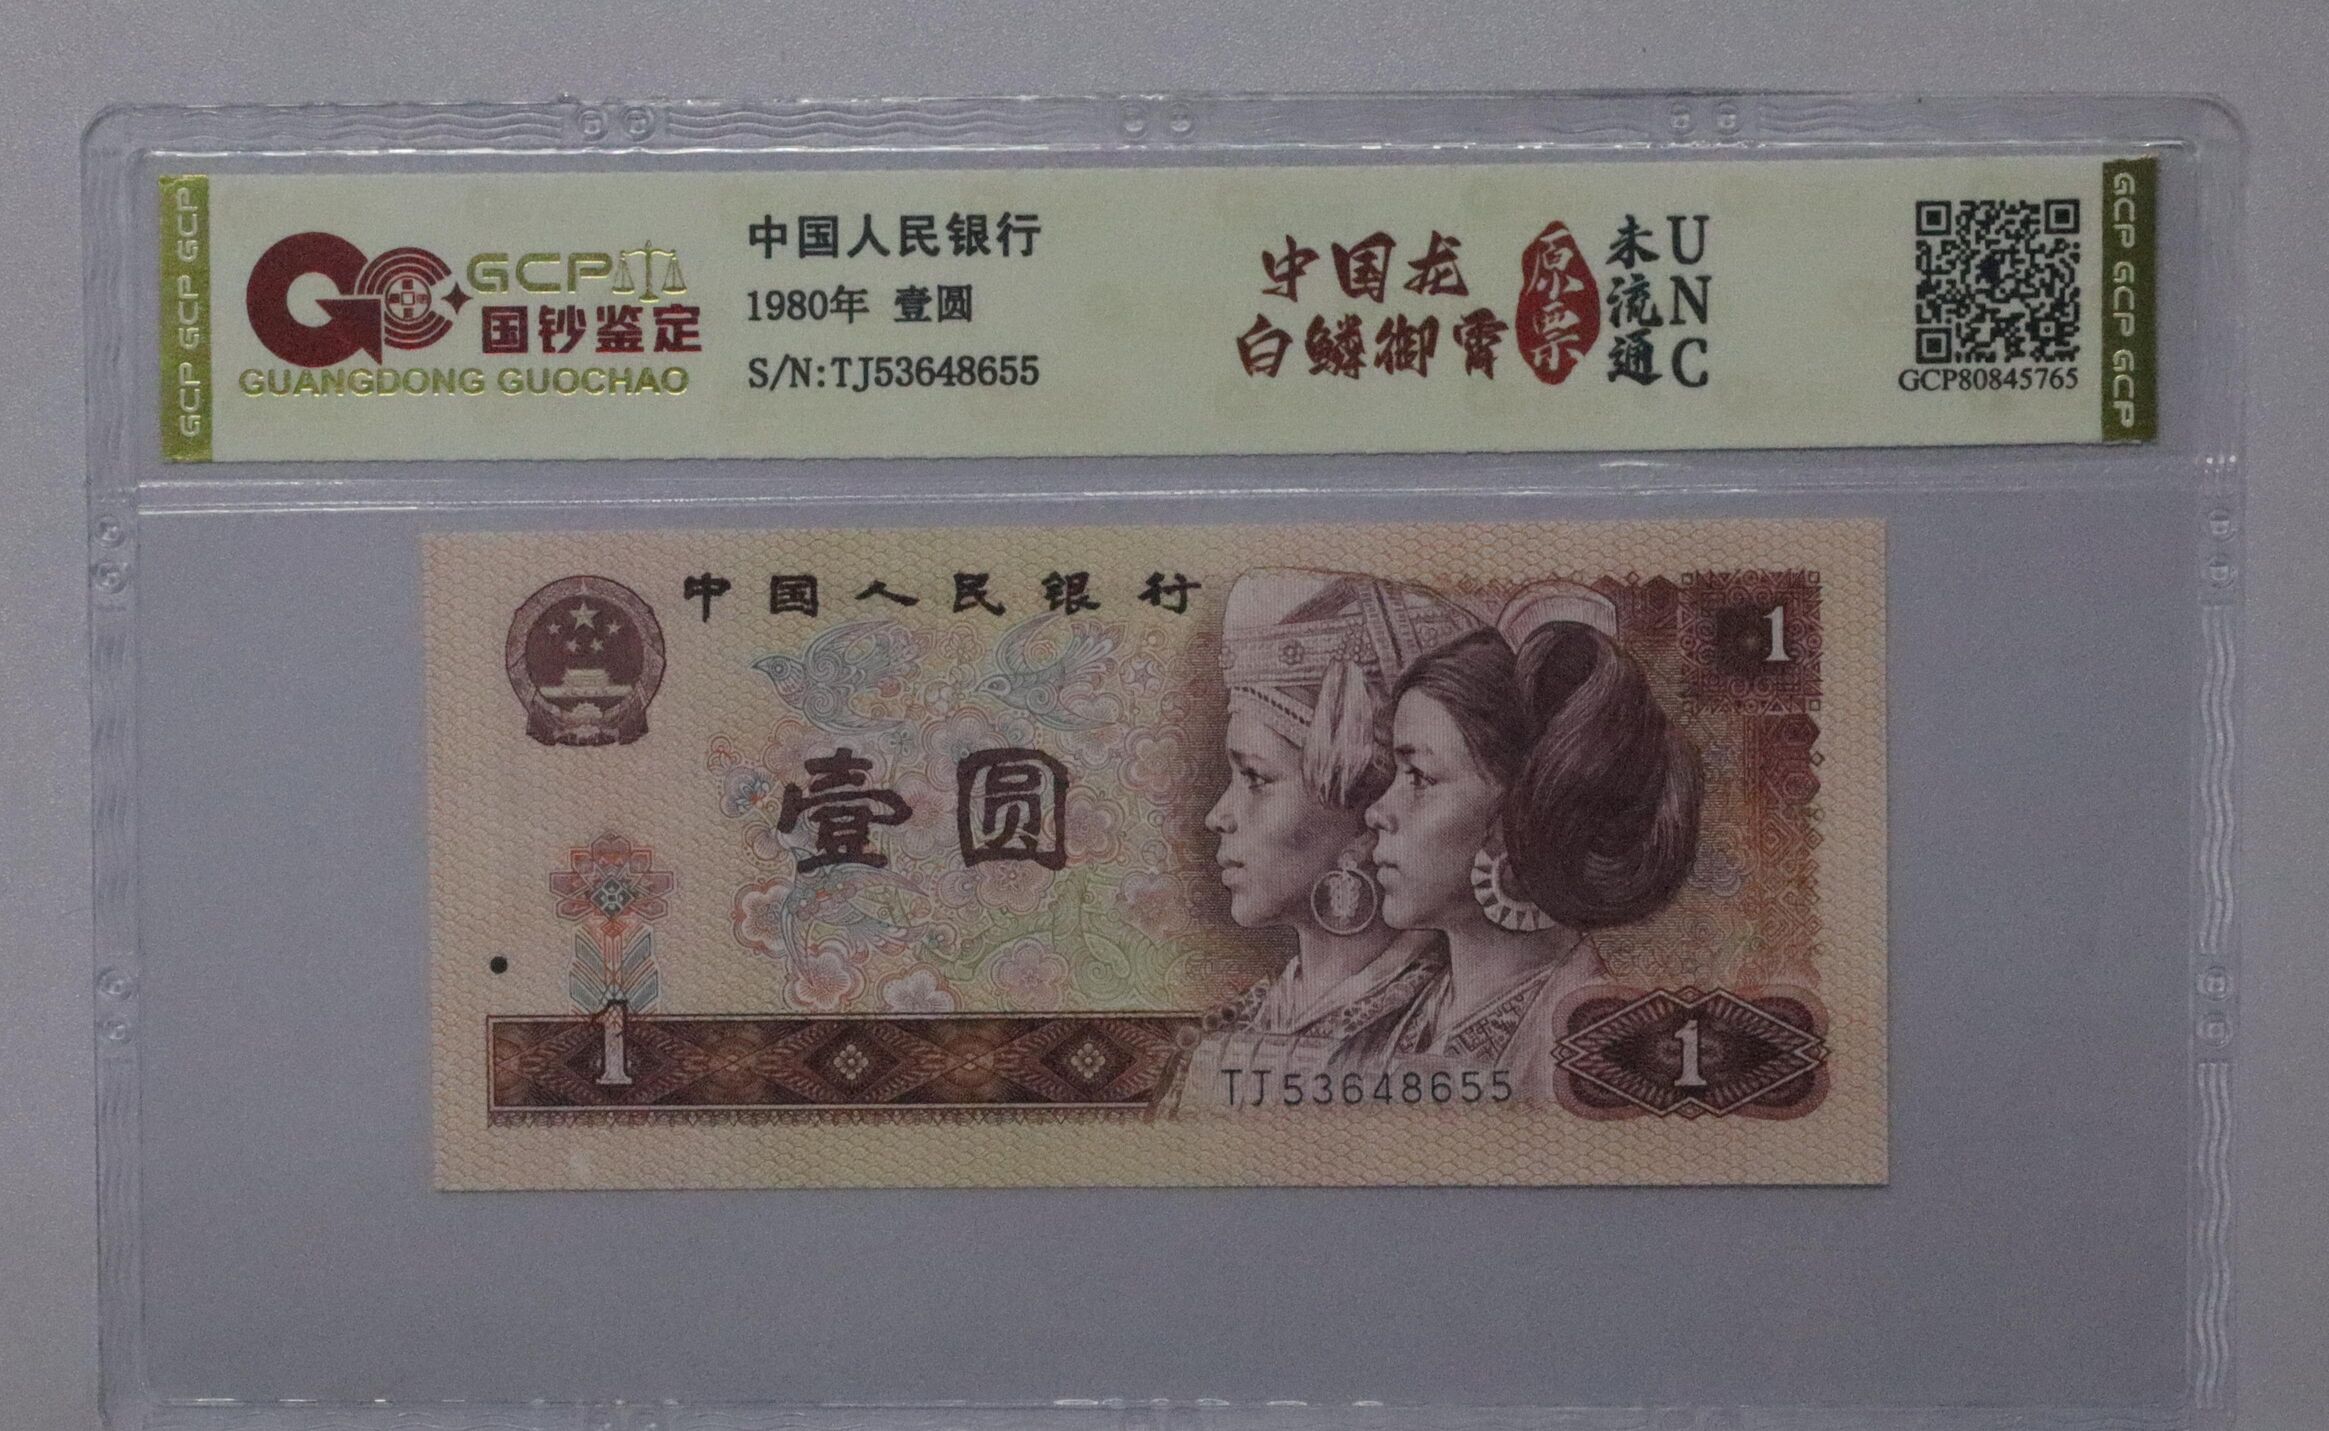 GCP GCP GCP
GCP
国钞鉴定
GUANGDONG GUOCHAO
中国人民银行
1980年 壹圆
S/N:TJ53648655
中国龙
白鳞御霄
原票
未流通
UNC
GCP80845765
GCP GCP GCP
中国人民银行
1
壹圆
1
TJ53648655
1